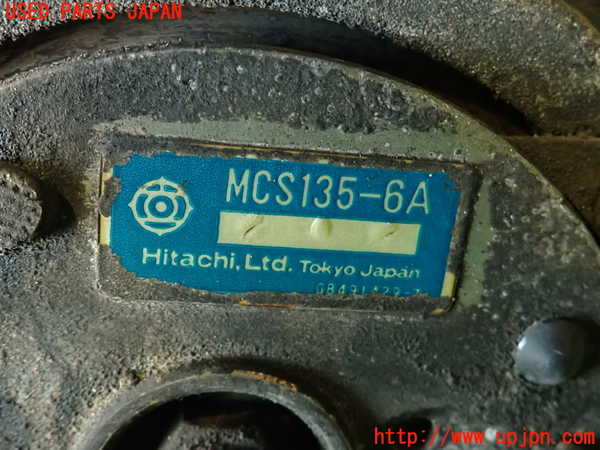 USED PARTS JAPAN
MCS135-6A
Hitachi, Ltd. Tokyo Japan
http://www.upjpn.com